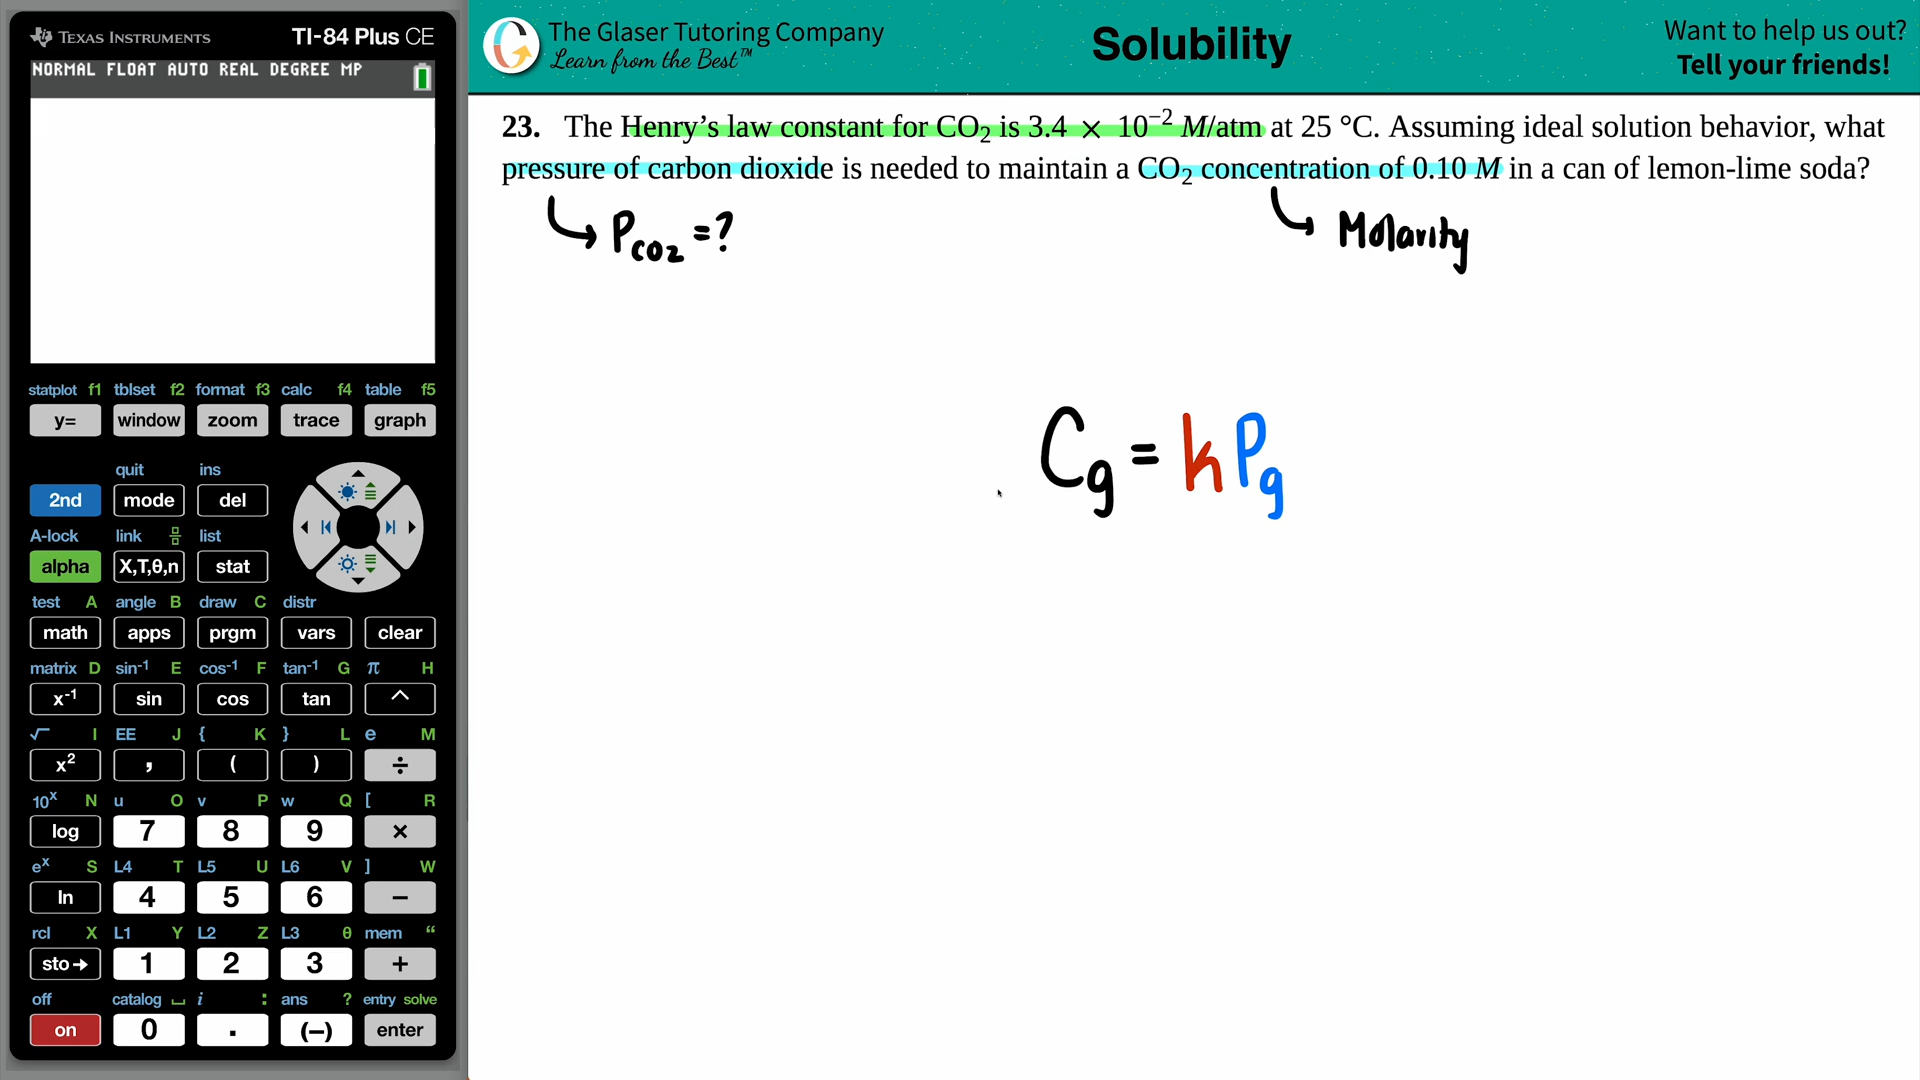 TEXAS INSTRUMENTS TI-84 Plus CE
NORMAL FLOAT AUTO REAL DEGREE MP
statplot f1 tblset f2 format f3 calc f4 table f5
y= window zoom trace graph
quit ins
2nd mode del
A-lock link list
alpha X,T,θ,n stat
test A angle B draw C distr
math apps prgm vars clear
matrix D sin⁻¹ E cos⁻¹ F tan⁻¹ G π H
x⁻¹ sin cos tan ^
√ I EE J { K } L e M
x² , ( ) ÷
10ˣ N u O v P w Q [ R
log 7 8 9 ×
eˣ S L4 T L5 U L6 V ] W
ln 4 5 6 −
rcl X L1 Y L2 Z L3 θ mem “
sto→ 1 2 3 +
off catalog ⎵ i : ans ? entry solve
on 0 . (–) enter
The Glaser Tutoring Company
Learn from the Best™
Solubility
Want to help us out?
Tell your friends!
23. The Henry’s law constant for CO₂ is 3.4 × 10⁻² M/atm at 25 °C. Assuming ideal solution behavior, what
pressure of carbon dioxide is needed to maintain a CO₂ concentration of 0.10 M in a can of lemon-lime soda?
P_CO₂ = ?
Molarity
C_g = k P_g